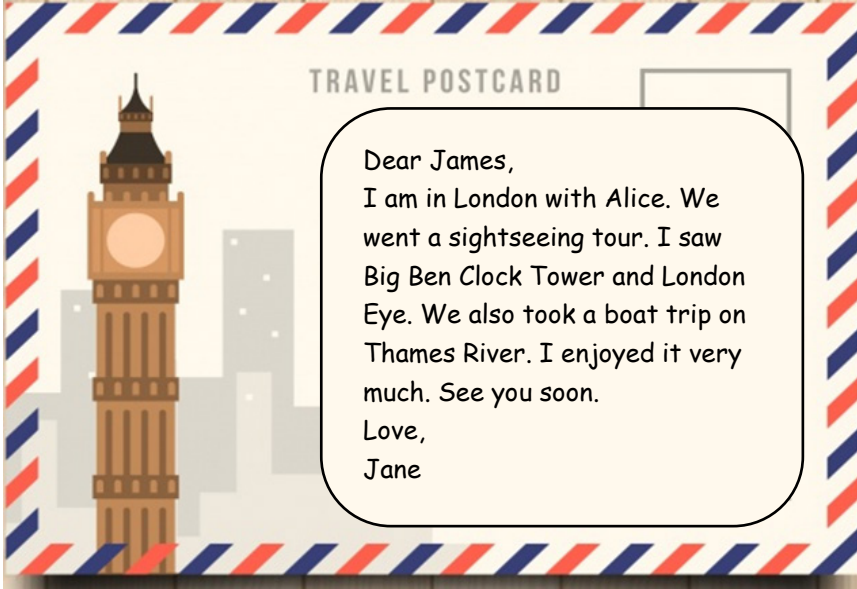 TRAVEL POSTCARD
Dear James,
I am in London with Alice. We
went a sightseeing tour. I saw
Big Ben Clock Tower and London
Eye. We also took a boat trip on
Thames River. I enjoyed it very
much. See you soon.
Love,
Jane